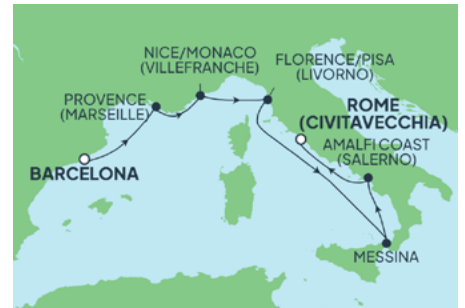 NICE/MONACO
(VILLEFRANCHE)
FLORENCE/PISA
(LIVORNO)
PROVENCE
(MARSEILLE)
ROME
(CIVITAVECCHIA)
AMALFI COAST
(SALERNO)
BARCELONA
MESSINA